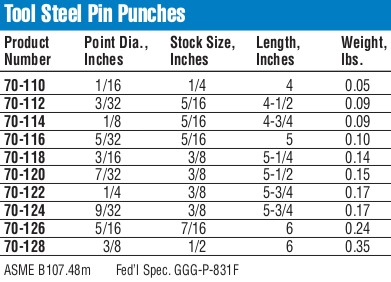 Tool Steel Pin Punches
Product Number Point Dia., Inches Stock Size, Inches Length, Inches Weight, lbs.
70-110 1/16 1/4 4 0.05
70-112 3/32 5/16 4-1/2 0.09
70-114 1/8 5/16 4-3/4 0.09
70-116 5/32 5/16 5 0.10
70-118 3/16 3/8 5-1/4 0.14
70-120 7/32 3/8 5-1/2 0.15
70-122 1/4 3/8 5-3/4 0.17
70-124 9/32 3/8 5-3/4 0.17
70-126 5/16 7/16 6 0.24
70-128 3/8 1/2 6 0.35
ASME B107.48m Fed'l Spec. GGG-P-831F